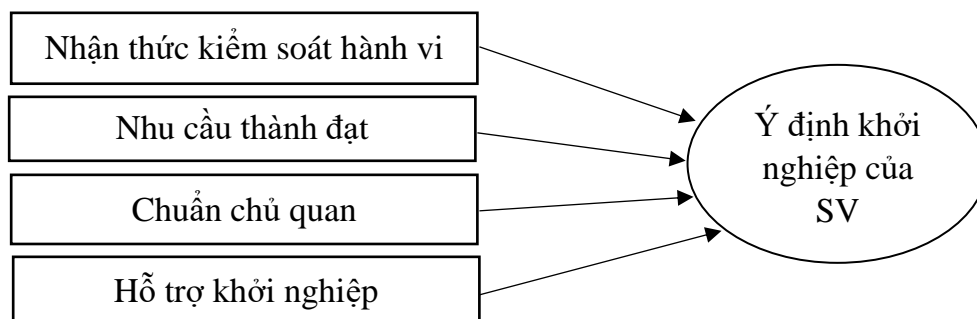 Nhận thức kiểm soát hành vi
Nhu cầu thành đạt
Chuẩn chủ quan
Hỗ trợ khởi nghiệp
Ý định khởi
nghiệp của
SV